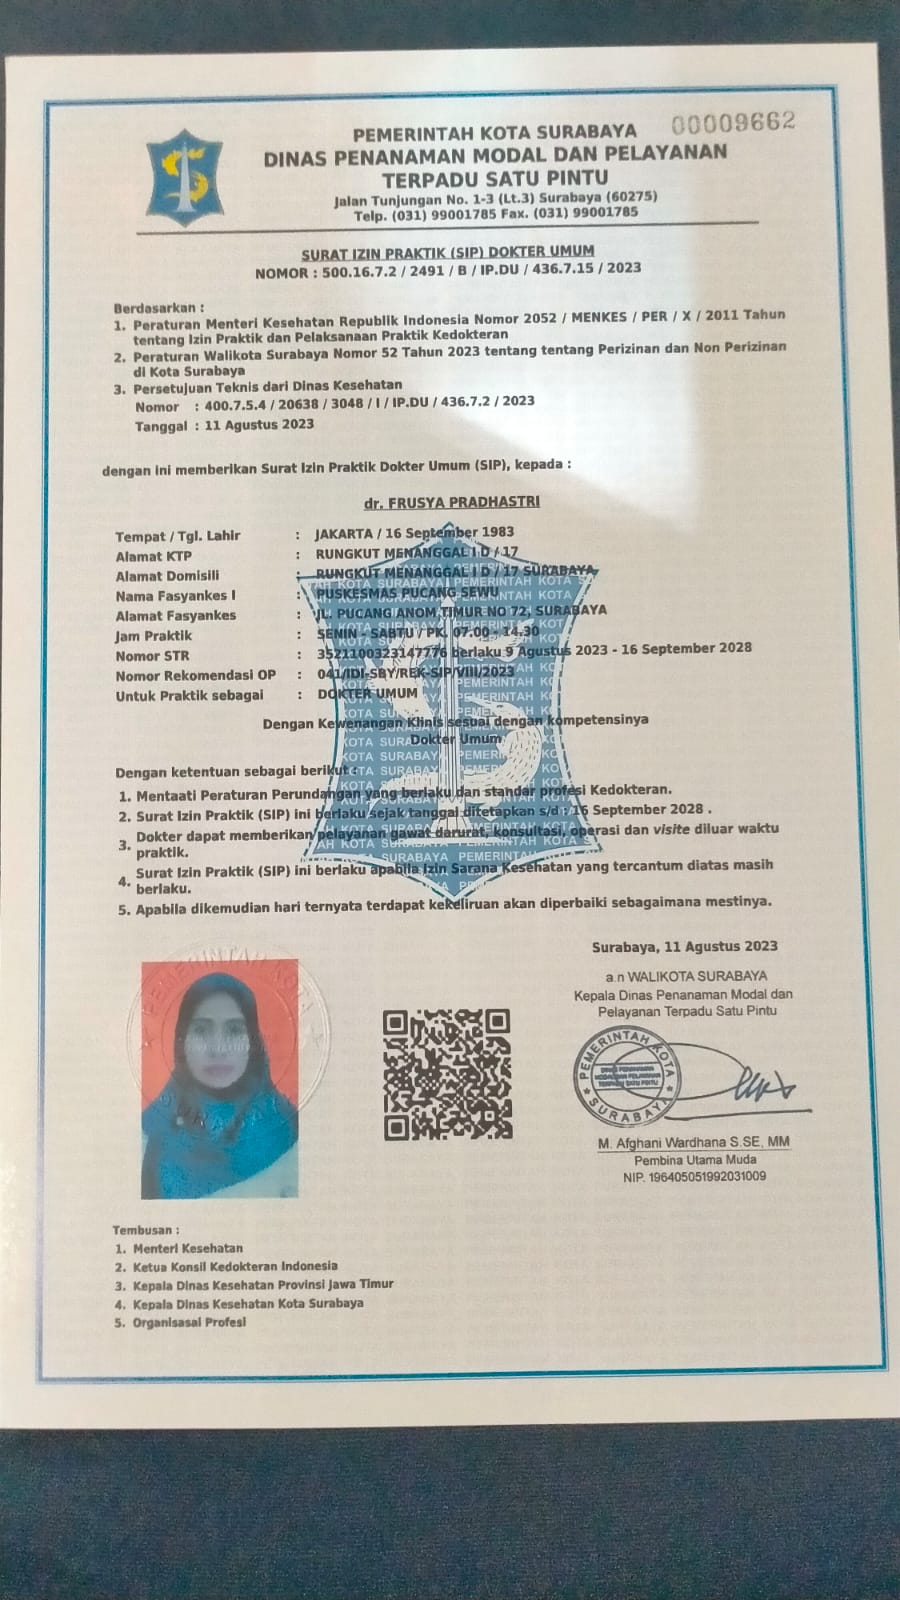 00009662
PEMERINTAH KOTA SURABAYA
DINAS PENANAMAN MODAL DAN PELAYANAN
TERPADU SATU PINTU
Jalan Tunjungan No. 1-3 (Lt.3) Surabaya (60275)
Telp. (031) 99001785 Fax. (031) 99001785
SURAT IZIN PRAKTIK (SIP) DOKTER UMUM
NOMOR : 500.16.7.2 / 2491 / B / IP.DU / 436.7.15 / 2023
Berdasarkan :
1. Peraturan Menteri Kesehatan Republik Indonesia Nomor 2052 / MENKES / PER / X / 2011 Tahun
tentang Izin Praktik dan Pelaksanaan Praktik Kedokteran
2. Peraturan Walikota Surabaya Nomor 52 Tahun 2023 tentang tentang Perizinan dan Non Perizinan
di Kota Surabaya
3. Persetujuan Teknis dari Dinas Kesehatan
Nomor : 400.7.5.4 / 20638 / 3048 / I / IP.DU / 436.7.2 / 2023
Tanggal : 11 Agustus 2023
dengan ini memberikan Surat Izin Praktik Dokter Umum (SIP), kepada :
dr. FRUSYA PRADHASTRI
Tempat / Tgl. Lahir : JAKARTA / 16 September 1983
Alamat KTP : RUNGKUT MENANGGAL I D / 17
Alamat Domisili : RUNGKUT MENANGGAL I D / 17 SURABAYA
Nama Fasyankes I : PUSKESMAS PUCANG SEWU
Alamat Fasyankes : JL. PUCANG ANOM TIMUR NO 72, SURABAYA
Jam Praktik : SENIN - SABTU / PK. 07.00 - 14.30
Nomor STR : 3521100323147776 berlaku 9 Agustus 2023 - 16 September 2028
Nomor Rekomendasi OP : 041/IDI-SBY/REK-SIP/VIII/2023
Untuk Praktik sebagai : DOKTER UMUM
Dengan Kewenangan Klinis sesuai dengan kompetensinya
Dokter Umum
Dengan ketentuan sebagai berikut :
1. Mentaati Peraturan Perundangan yang berlaku dan standar profesi Kedokteran.
2. Surat Izin Praktik (SIP) ini berlaku sejak tanggal ditetapkan s/d : 16 September 2028 .
3. Dokter dapat memberikan pelayanan gawat darurat, konsultasi, operasi dan visite diluar waktu
praktik.
4. Surat Izin Praktik (SIP) ini berlaku apabila Izin Sarana Kesehatan yang tercantum diatas masih
berlaku.
5. Apabila dikemudian hari ternyata terdapat kekeliruan akan diperbaiki sebagaimana mestinya.
Surabaya, 11 Agustus 2023
a.n WALIKOTA SURABAYA
Kepala Dinas Penanaman Modal dan
Pelayanan Terpadu Satu Pintu
PEMERINTAH KOTA
DINAS PENANAMAN
MODAL DAN PELAYANAN
TERPADU SATU PINTU
SURABAYA
M. Afghani Wardhana S.SE, MM
Pembina Utama Muda
NIP. 196405051992031009
PEMERINTAH KOTA
Tembusan :
1. Menteri Kesehatan
2. Ketua Konsil Kedokteran Indonesia
3. Kepala Dinas Kesehatan Provinsi Jawa Timur
4. Kepala Dinas Kesehatan Kota Surabaya
5. Organisasai Profesi